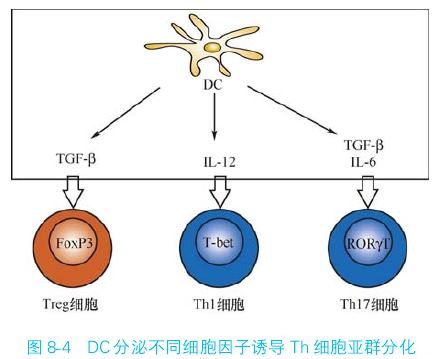 DC
TGF-β
IL-12
TGF-β
IL-6
FoxP3
T-bet
RORγT
Treg细胞
Th1细胞
Th17细胞
图 8-4 DC分泌不同细胞因子诱导 Th 细胞亚群分化